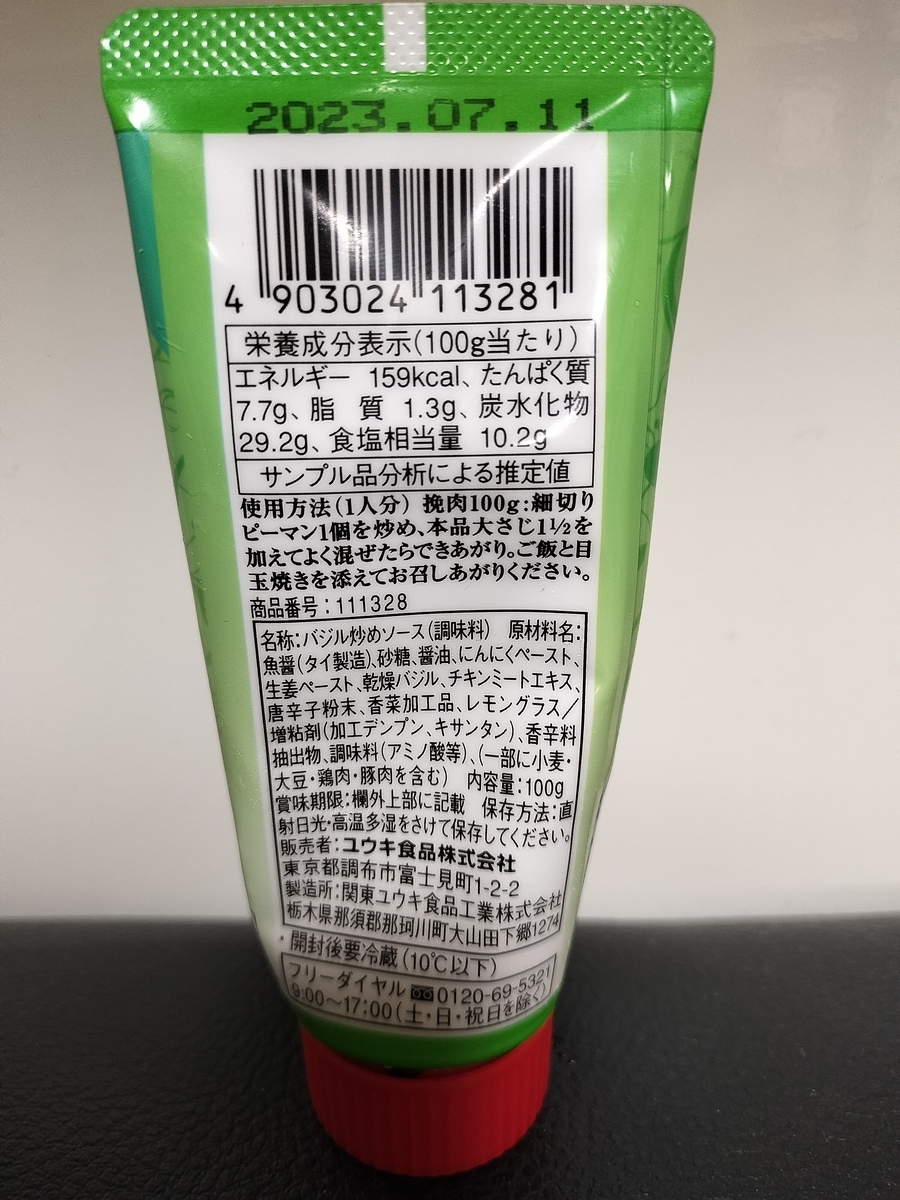 2023.07.11
4 903024 113281
栄養成分表示(100g当たり)
エネルギー 159kcal、たんぱく質
7.7g、脂 質 1.3g、炭水化物
29.2g、食塩相当量 10.2g
サンプル品分析による推定値
使用方法(1人分) 挽肉100g:細切り
ピーマン1個を炒め、本品大さじ1½を
加えてよく混ぜたらできあがり。ご飯と目
玉焼きを添えてお召しあがりください。
商品番号:111328
名称:バジル炒めソース(調味料) 原材料名:
魚醤(タイ製造)、砂糖、醤油、にんにくペースト、
生姜ペースト、乾燥バジル、チキンミートエキス、
唐辛子粉末、香菜加工品、レモングラス/
増粘剤(加工デンプン、キサンタン)、香辛料
抽出物、調味料(アミノ酸等)、(一部に小麦・
大豆・鶏肉・豚肉を含む) 内容量:100g
賞味期限:欄外上部に記載 保存方法:直
射日光・高温多湿をさけて保存してください。
販売者:ユウキ食品株式会社
東京都調布市富士見町1-2-2
製造所:関東ユウキ食品工業株式会社
栃木県那須郡那珂川町大山田下郷1274
・開封後要冷蔵(10℃以下)
フリーダイヤル 0120-69-5321
9:00〜17:00(土・日・祝日を除く)